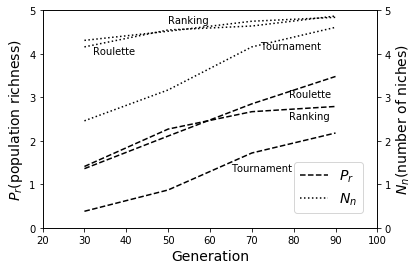 5
4
3
2
1
0
5
4
3
2
1
0
20 30 40 50 60 70 80 90 100
Generation
P_r(population richness)
N_n(number of niches)
Ranking
Roulette
Tournament
Roulette
Ranking
Tournament
P_r
N_n